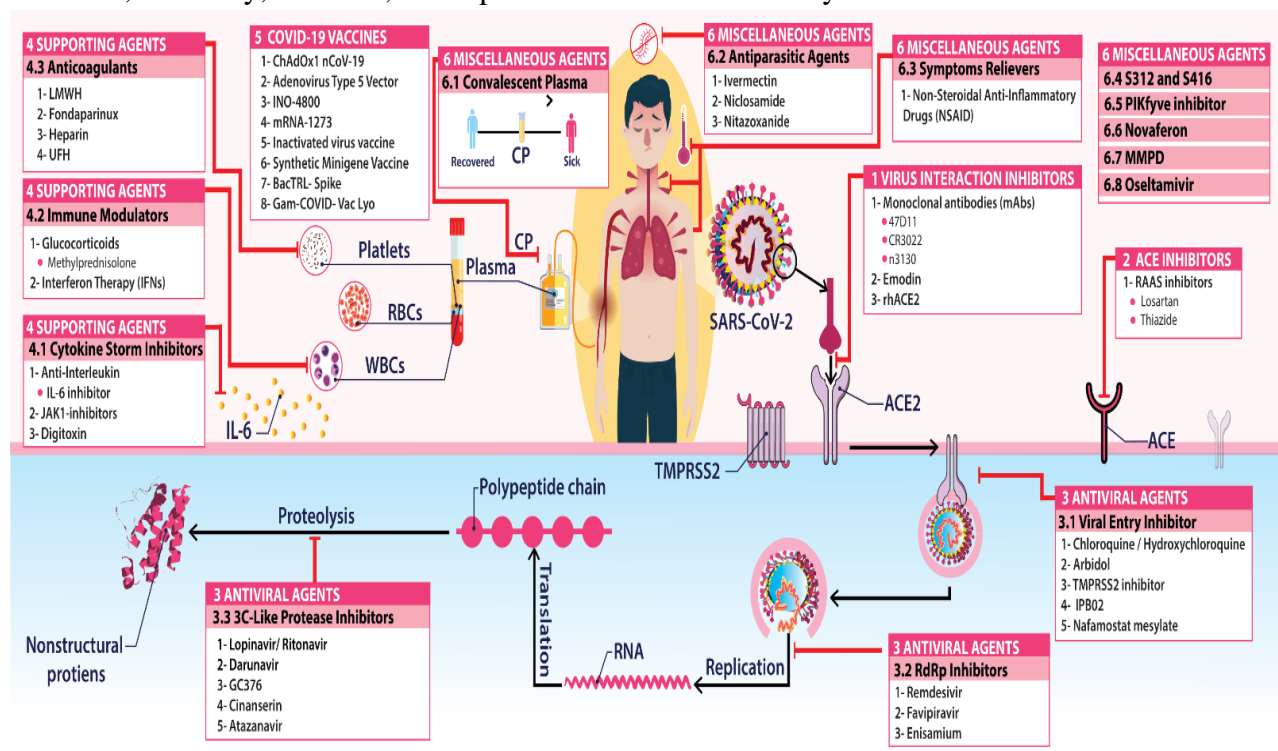 4 SUPPORTING AGENTS
4.3 Anticoagulants
1- LMWH
2- Fondaparinux
3- Heparin
4- UFH
4 SUPPORTING AGENTS
4.2 Immune Modulators
1- Glucocorticoids
• Methylprednisolone
2- Interferon Therapy (IFNs)
4 SUPPORTING AGENTS
4.1 Cytokine Storm Inhibitors
1- Anti-Interleukin
• IL-6 inhibitor
2- JAK1-inhibitors
3- Digitoxin
5 COVID-19 VACCINES
1- ChAdOx1 nCoV-19
2- Adenovirus Type 5 Vector
3- INO-4800
4- mRNA-1273
5- Inactivated virus vaccine
6- Synthetic Minigene Vaccine
7- BacTRL- Spike
8- Gam-COVID- Vac Lyo
6 MISCELLANEOUS AGENTS
6.1 Convalescent Plasma
Recovered
CP
Sick
6 MISCELLANEOUS AGENTS
6.2 Antiparasitic Agents
1- Ivermectin
2- Niclosamide
3- Nitazoxanide
6 MISCELLANEOUS AGENTS
6.3 Symptoms Relievers
1- Non-Steroidal Anti-Inflammatory
Drugs (NSAID)
6 MISCELLANEOUS AGENTS
6.4 S312 and S416
6.5 PIKfyve inhibitor
6.6 Novaferon
6.7 MMPD
6.8 Oseltamivir
1 VIRUS INTERACTION INHIBITORS
1- Monoclonal antibodies (mAbs)
• 47D11
• CR3022
• n3130
2- Emodin
3- rhACE2
2 ACE INHIBITORS
1- RAAS inhibitors
• Losartan
• Thiazide
Platelets
Plasma
CP
RBCs
WBCs
IL-6
SARS-CoV-2
ACE2
TMPRSS2
ACE
3 ANTIVIRAL AGENTS
3.1 Viral Entry Inhibitor
1- Chloroquine / Hydroxychloroquine
2- Arbidol
3- TMPRSS2 inhibitor
4- IPB02
5- Nafamostat mesylate
Polypeptide chain
Proteolysis
Translation
Nonstructural
protiens
RNA
Replication
3 ANTIVIRAL AGENTS
3.3 3C-Like Protease Inhibitors
1- Lopinavir/ Ritonavir
2- Darunavir
3- GC376
4- Cinanserin
5- Atazanavir
3 ANTIVIRAL AGENTS
3.2 RdRp Inhibitors
1- Remdesivir
2- Favipiravir
3- Enisamium